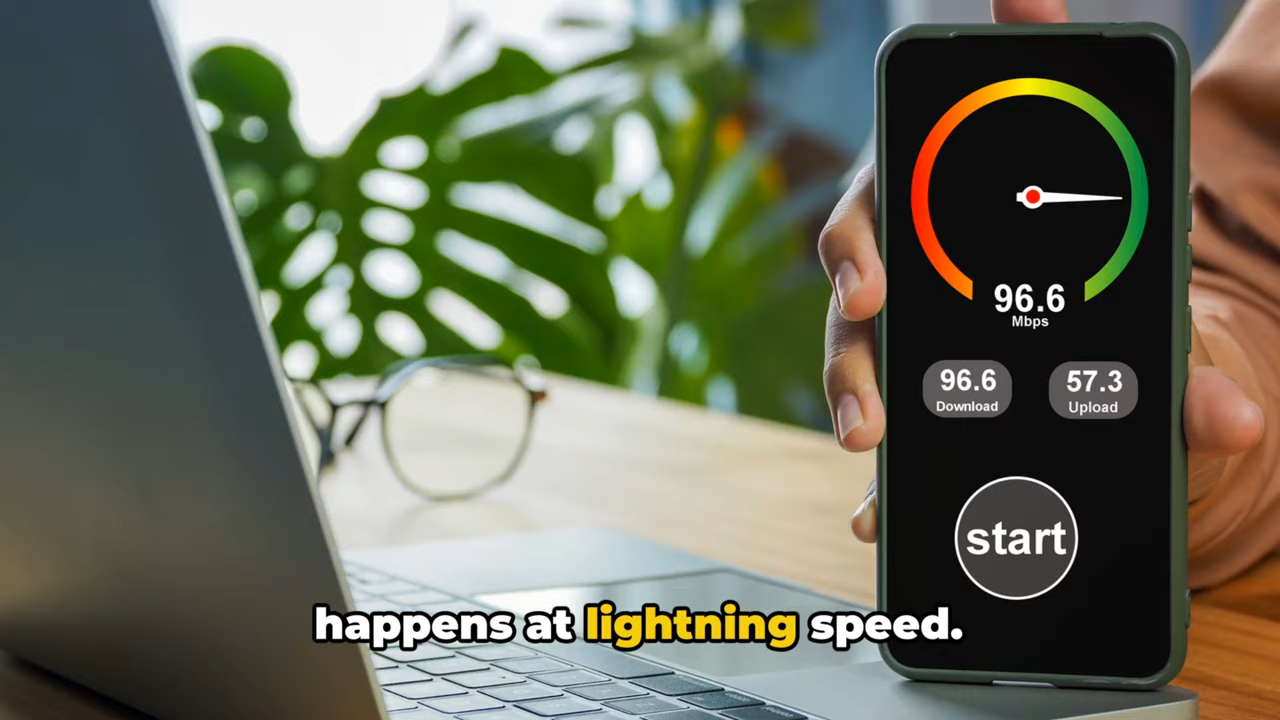 96.6
Mbps
96.6
Download
57.3
Upload
start
happens at lightning speed.